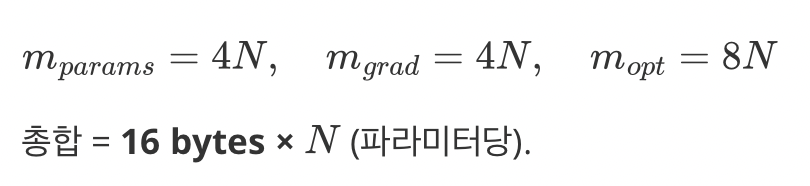 m_params = 4N, m_grad = 4N, m_opt = 8N
총합 = 16 bytes × N (파라미터당).